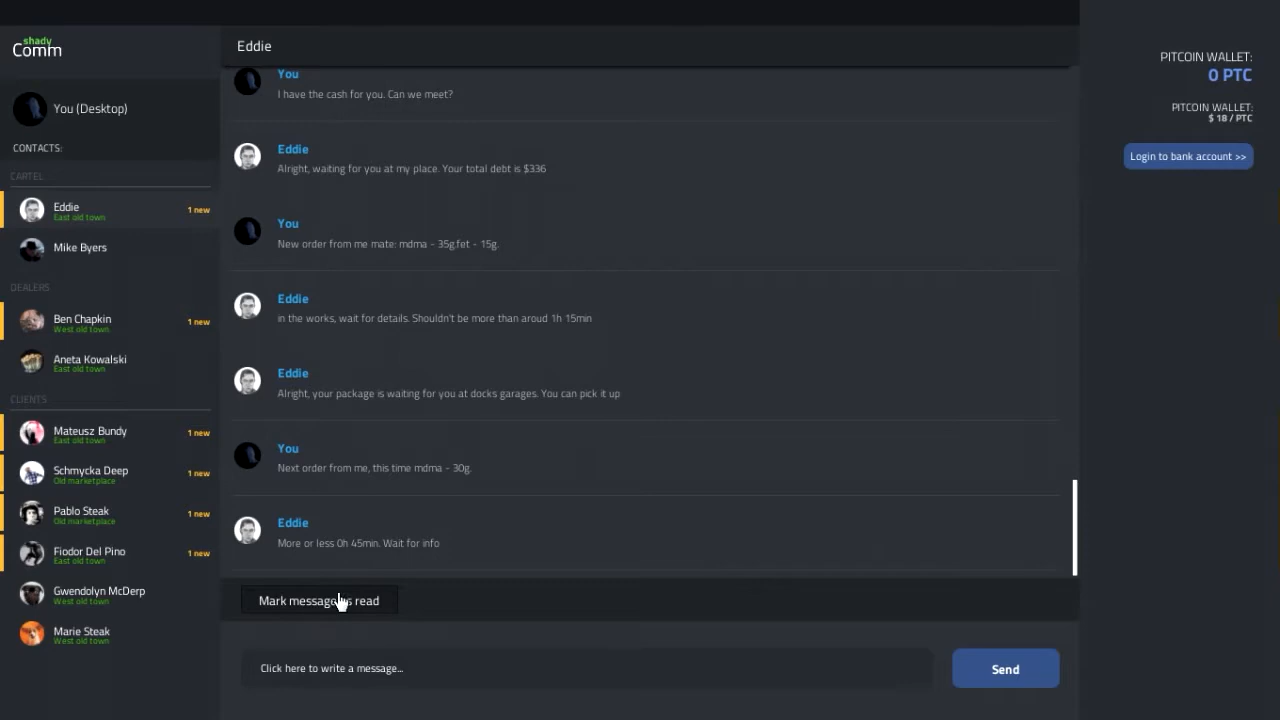 shady
Comm
You (Desktop)
CONTACTS:
CARTEL
Eddie
East old town
1 new
Mike Byers
DEALERS
Ben Chapkin
West old town
1 new
Aneta Kowalski
East old town
CLIENTS
Mateusz Bundy
East old town
1 new
Schmycka Deep
Old marketplace
1 new
Pablo Steak
Old marketplace
1 new
Fiodor Del Pino
East old town
1 new
Gwendolyn McDerp
West old town
Marie Steak
West old town
Eddie
You
I have the cash for you. Can we meet?
Eddie
Alright, waiting for you at my place. Your total debt is $336
You
New order from me mate: mdma - 35g.fet - 15g.
Eddie
in the works, wait for details. Shouldn't be more than aroud 1h 15min
Eddie
Alright, your package is waiting for you at docks garages. You can pick it up
You
Next order from me, this time mdma - 30g.
Eddie
More or less 0h 45min. Wait for info
Mark message as read
Click here to write a message...
Send
PITCOIN WALLET:
0 PTC
PITCOIN WALLET:
$ 18 / PTC
Login to bank account >>